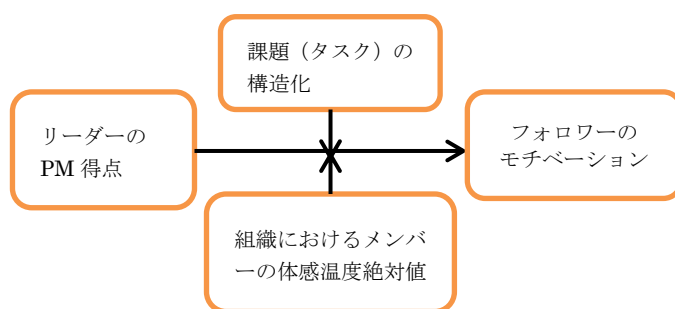 課題（タスク）の
構造化
リーダーの
PM 得点
フォロワーの
モチベーション
組織におけるメンバ
ーの体感温度絶対値